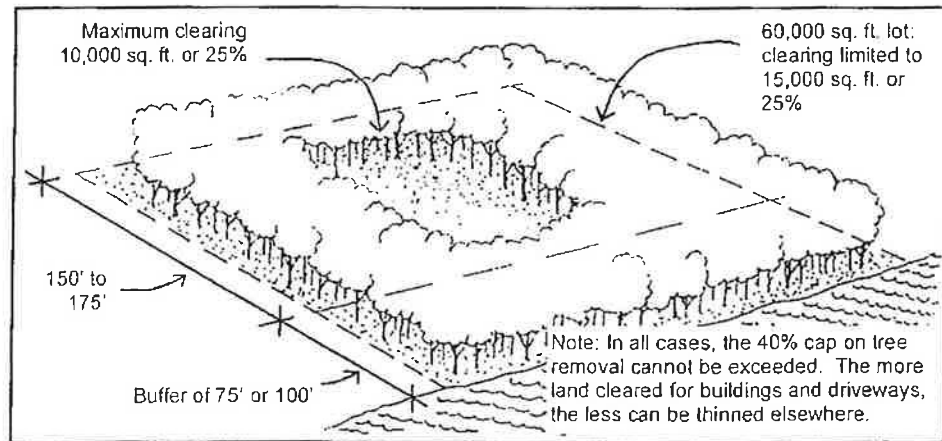 Maximum clearing
10,000 sq. ft. or 25%
60,000 sq. ft. lot:
clearing limited to
15,000 sq. ft. or
25%
150' to
175'
Buffer of 75' or 100'
Note: In all cases, the 40% cap on tree
removal cannot be exceeded. The more
land cleared for buildings and driveways,
the less can be thinned elsewhere.